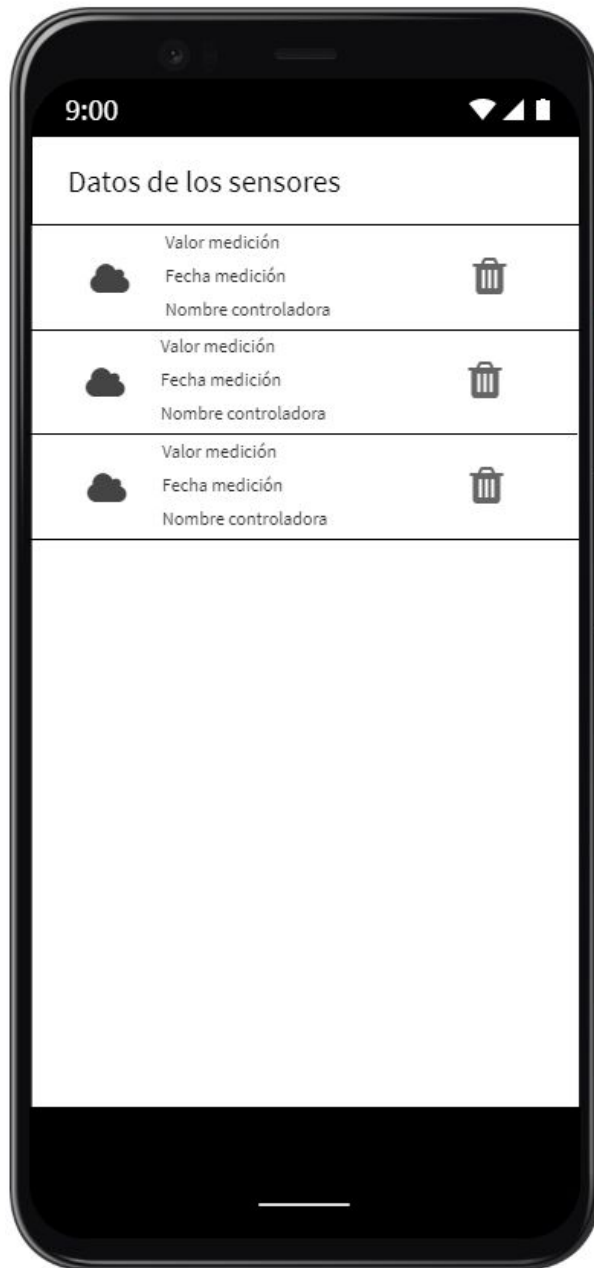 9:00
Datos de los sensores
Valor medición
Fecha medición
Nombre controladora
Valor medición
Fecha medición
Nombre controladora
Valor medición
Fecha medición
Nombre controladora